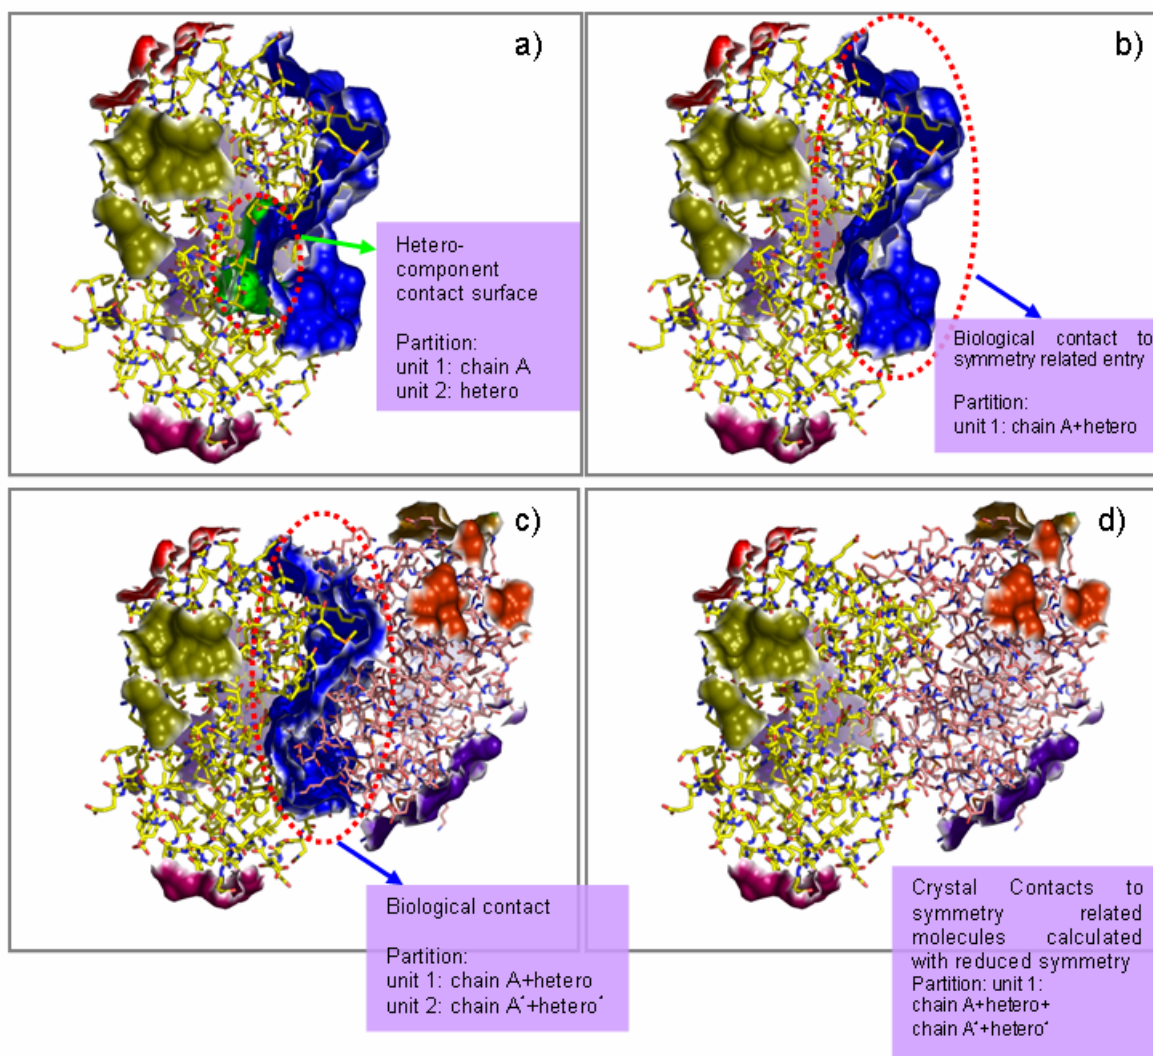 a)
Hetero-
component
contact surface
Partition:
unit 1: chain A
unit 2: hetero
b)
Biological contact to
symmetry related entry
Partition:
unit 1: chain A+hetero
c)
Biological contact
Partition:
unit 1: chain A+hetero
unit 2: chain A´+hetero´
d)
Crystal Contacts to
symmetry related
molecules calculated
with reduced symmetry
Partition: unit 1:
chain A+hetero+
chain A´+hetero´